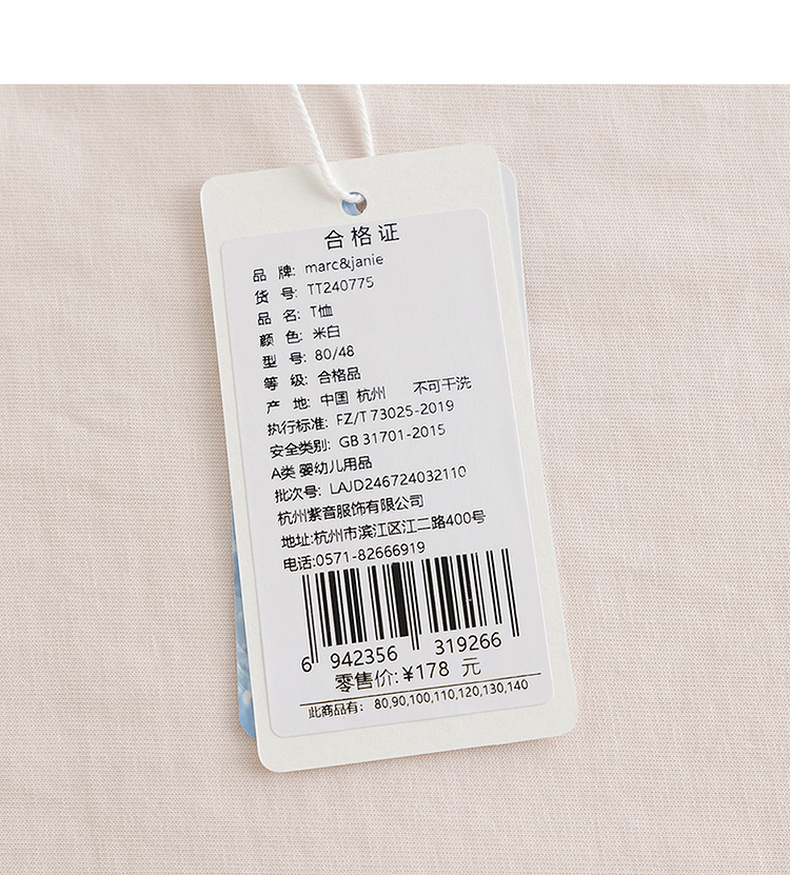 合格证
品 牌: marc&janie
货 号: TT240775
品 名: T恤
颜 色: 米白
型 号: 80/48
等 级: 合格品
产 地: 中国 杭州 不可干洗
执行标准: FZ/T 73025-2019
安全类别: GB 31701-2015
A类 婴幼儿用品
批次号: LAJD246724032110
杭州紫音服饰有限公司
地址:杭州市滨江区江二路400号
电话:0571-82666919
6 942356 319266
零售价:¥178 元
此商品有: 80,90,100,110,120,130,140